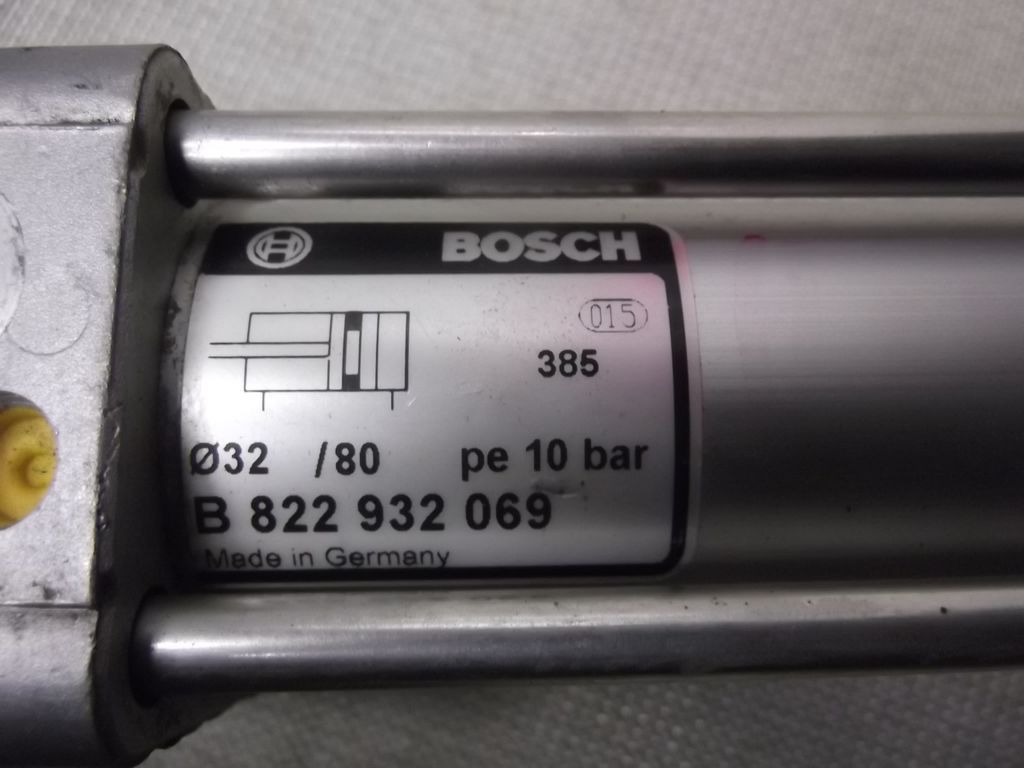 BOSCH
015
385
Ø32 /80 pe 10 bar
B 822 932 069
Made in Germany